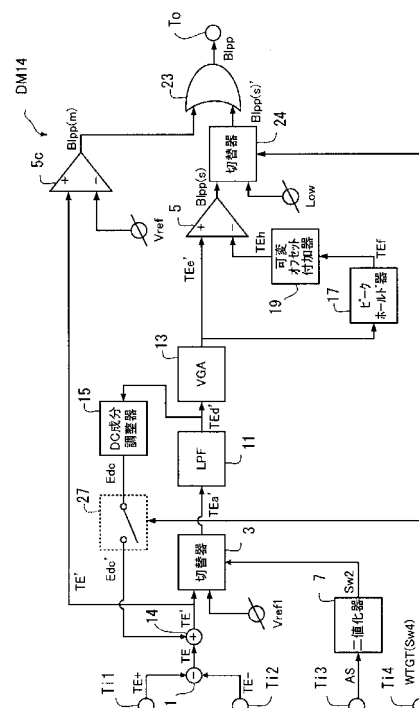 DM14
Ti1
TE+
1
Ti2
TE-
TE
14
TE'
Edc'
27
Edc
15
DC成分
調整器
TE'
切替器
3
Vref1
TEa'
LPF
11
TEd'
VGA
13
TEe'
5
Blpp(s)
TEh
可変
オフセット
付加器
19
TEf
ピーク
ホールド器
17
5c
Vref
Blpp(m)
切替器
24
Low
Blpp(s)'
23
Blpp
To
Ti3
AS
二値化器
7
Sw2
Ti4
WTGT(Sw4)